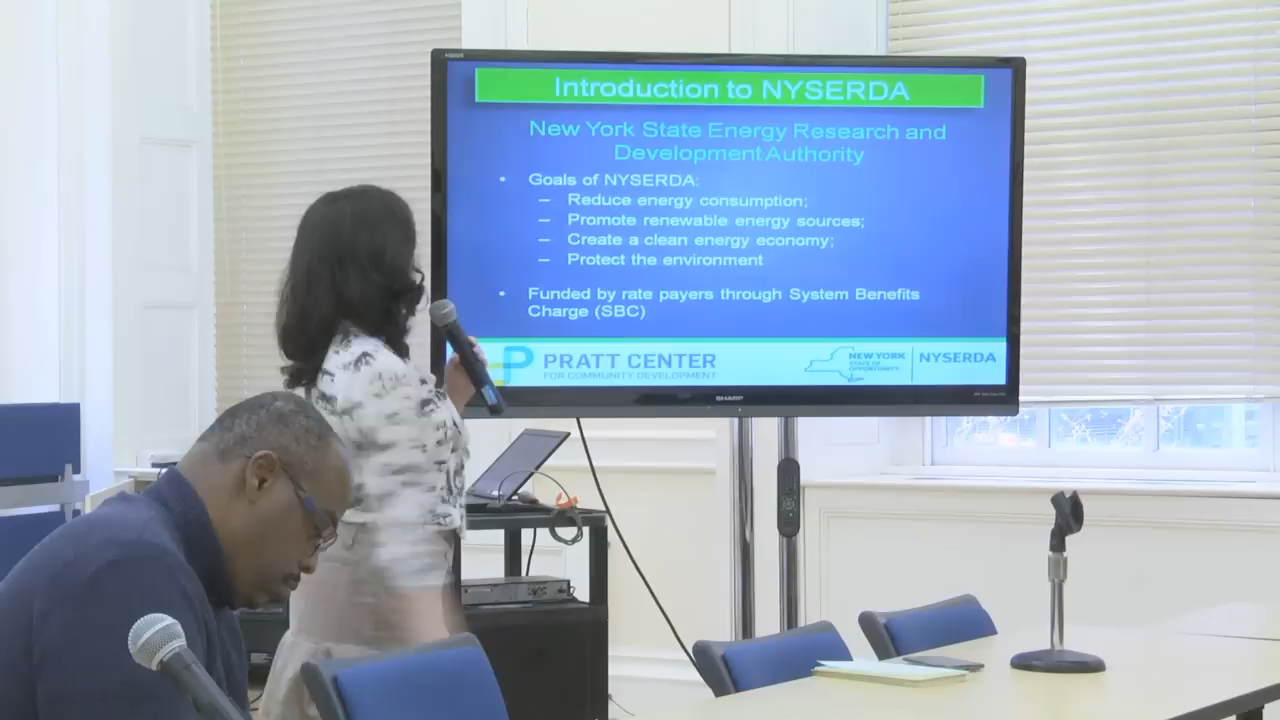 Introduction to NYSERDA
New York State Energy Research and
Development Authority
• Goals of NYSERDA:
– Reduce energy consumption;
– Promote renewable energy sources;
– Create a clean energy economy;
– Protect the environment
• Funded by rate payers through System Benefits
Charge (SBC)
PRATT CENTER
FOR COMMUNITY DEVELOPMENT
NEW YORK
STATE OF
OPPORTUNITY
NYSERDA
SHARP